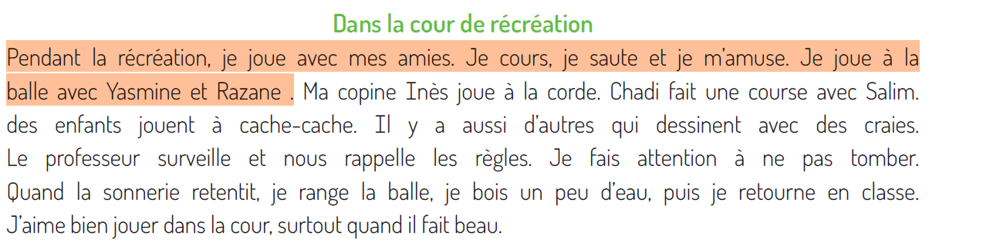 Dans la cour de récréation
Pendant la récréation, je joue avec mes amies. Je cours, je saute et je m’amuse. Je joue à la
balle avec Yasmine et Razane . Ma copine Inès joue à la corde. Chadi fait une course avec Salim.
des enfants jouent à cache-cache. Il y a aussi d’autres qui dessinent avec des craies.
Le professeur surveille et nous rappelle les règles. Je fais attention à ne pas tomber.
Quand la sonnerie retentit, je range la balle, je bois un peu d’eau, puis je retourne en classe.
J’aime bien jouer dans la cour, surtout quand il fait beau.